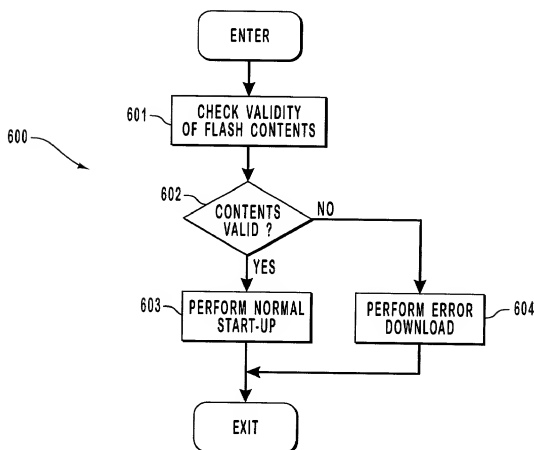 ENTER
601
CHECK VALIDITY
OF FLASH CONTENTS
600
602
CONTENTS
VALID ?
NO
YES
603
PERFORM NORMAL
START-UP
PERFORM ERROR
DOWNLOAD
604
EXIT